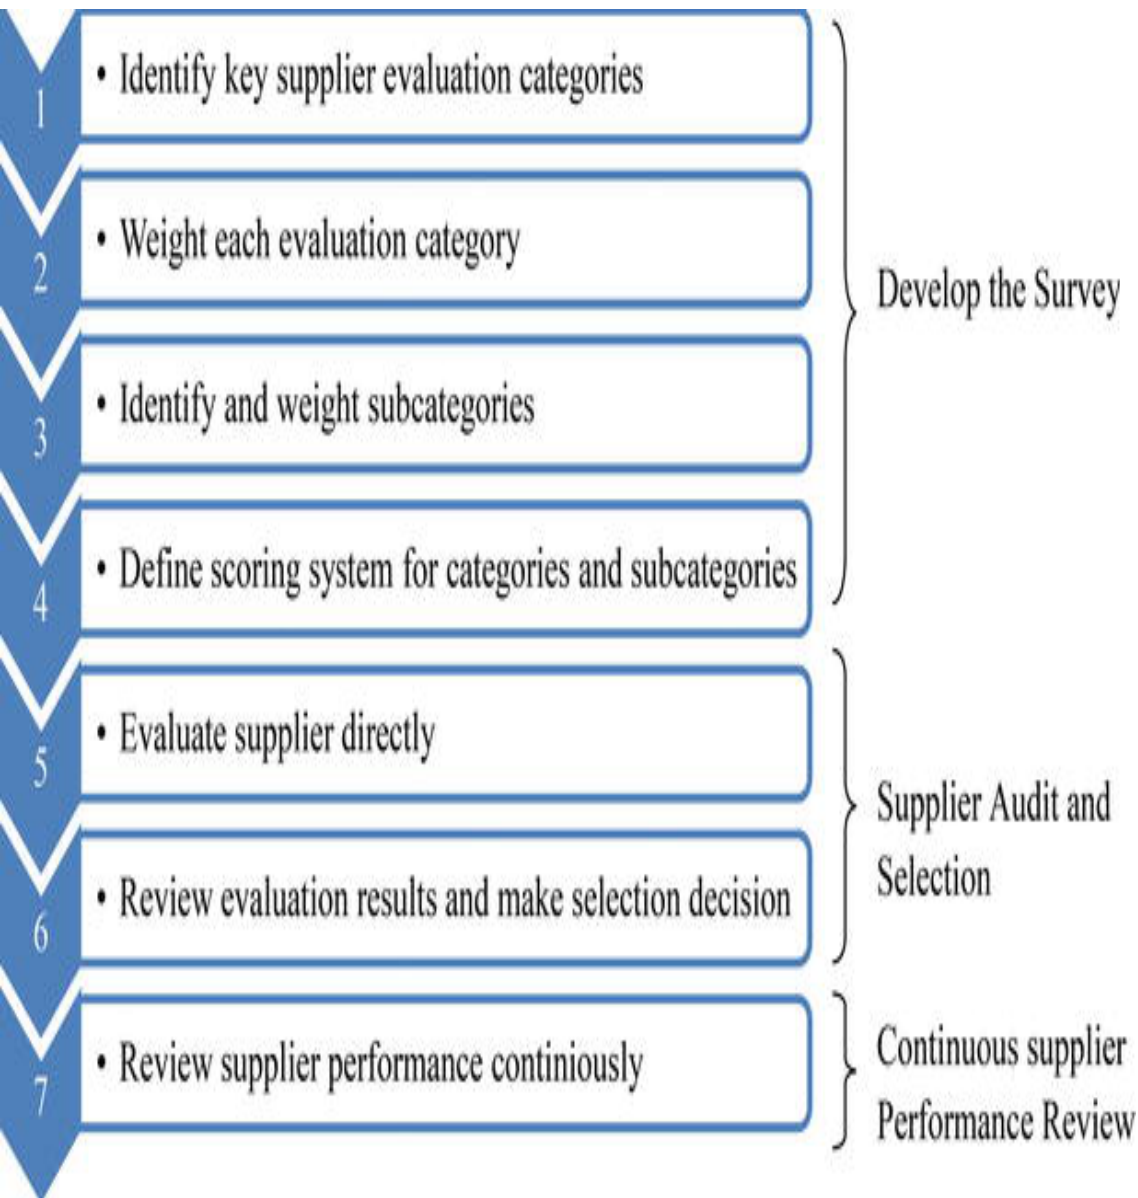 1
• Identify key supplier evaluation categories
2
• Weight each evaluation category
3
• Identify and weight subcategories
4
• Define scoring system for categories and subcategories
Develop the Survey
5
• Evaluate supplier directly
6
• Review evaluation results and make selection decision
Supplier Audit and
Selection
7
• Review supplier performance continiously
Continuous supplier
Performance Review